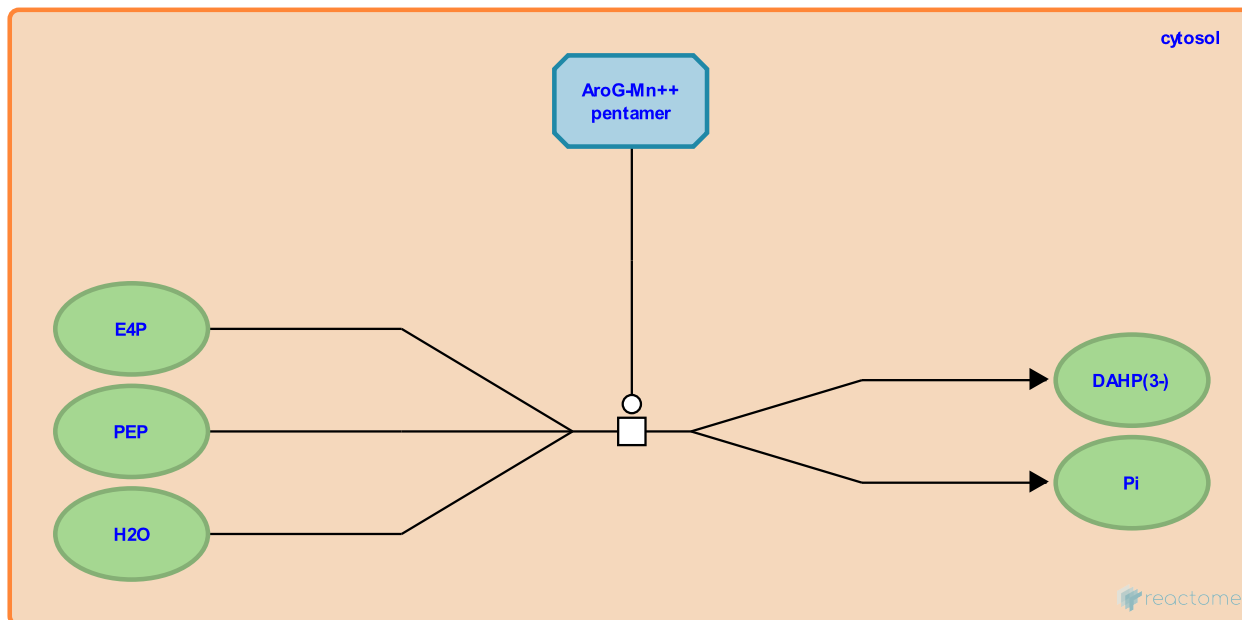 cytosol
AroG-Mn++
pentamer
E4P
PEP
H2O
DAHP(3-)
Pi
reactome